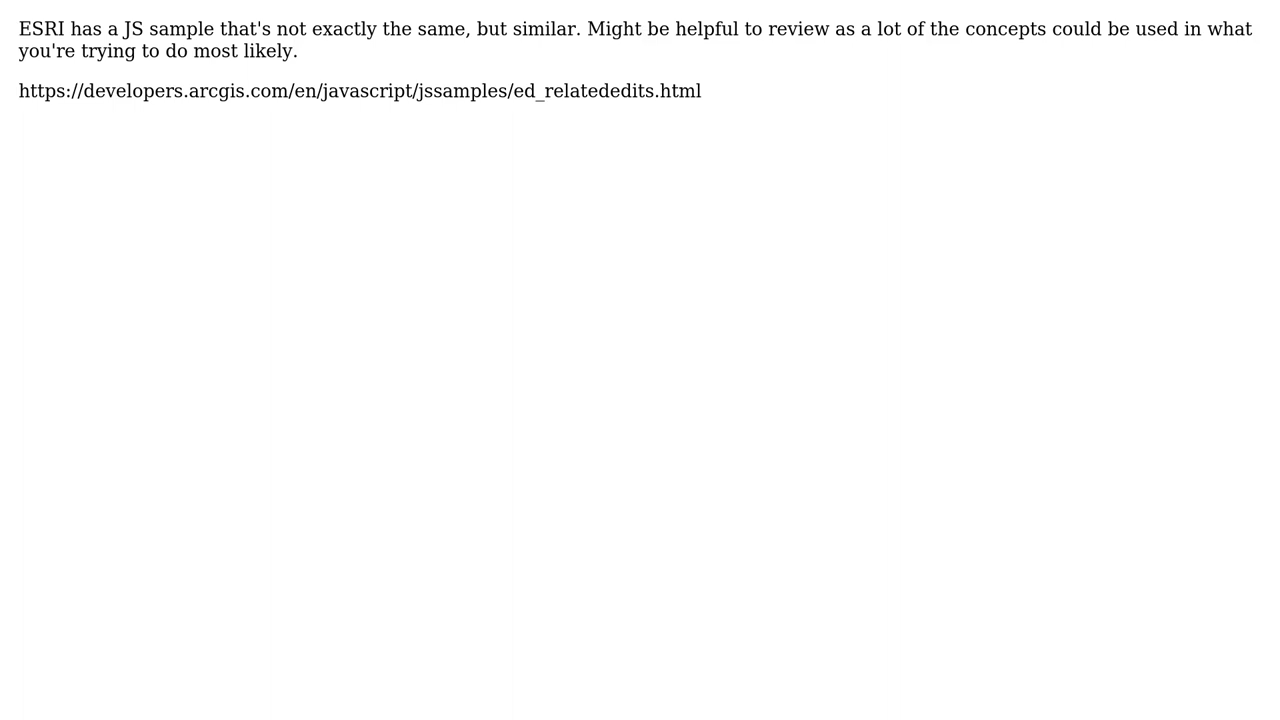 ESRI has a JS sample that's not exactly the same, but similar. Might be helpful to review as a lot of the concepts could be used in what
you're trying to do most likely.
https://developers.arcgis.com/en/javascript/jssamples/ed_relatededits.html